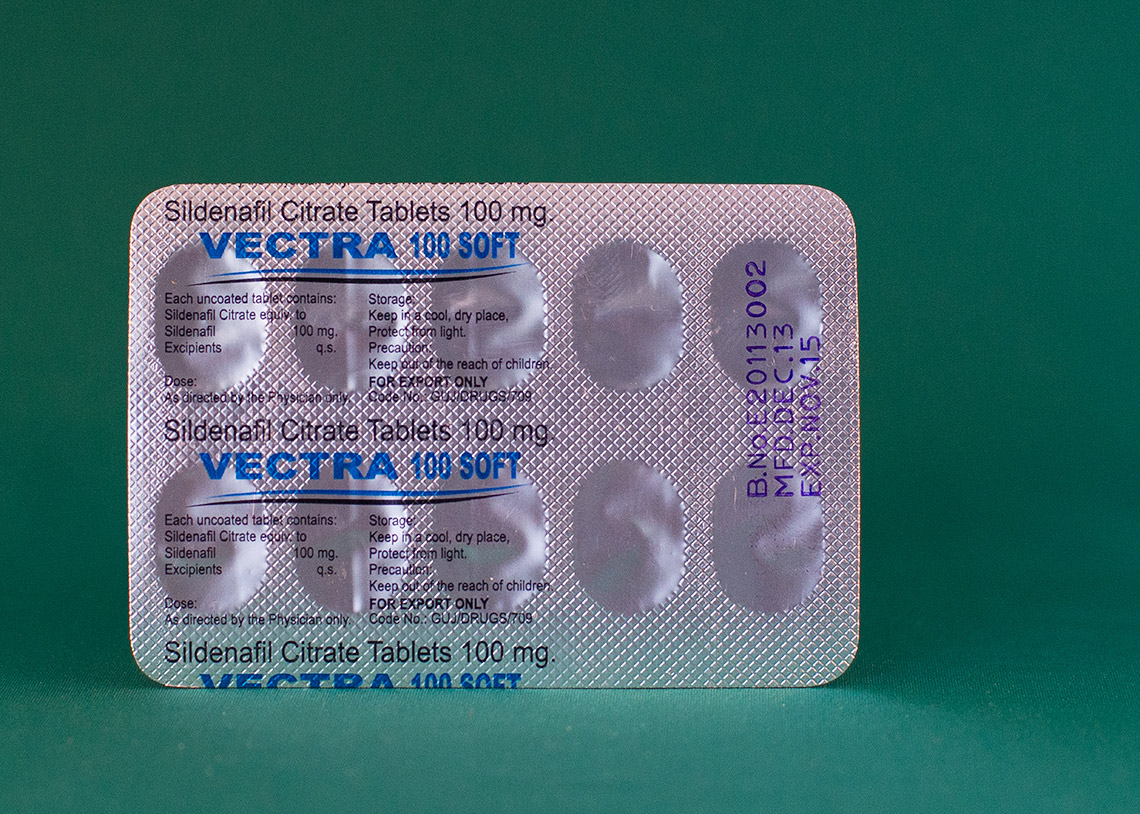 Sildenafil Citrate Tablets 100 mg.
VECTRA 100 SOFT
Each uncoated tablet contains:
Sildenafil Citrate equiv. to
Sildenafil 100 mg.
Excipients q.s.
Dose:
As directed by the Physician only.
Storage:
Keep in a cool, dry place,
Protect from light.
Precaution:
Keep out of the reach of children.
FOR EXPORT ONLY
Code No.: GUJ/DRUGS/709
Sildenafil Citrate Tablets 100 mg.
VECTRA 100 SOFT
Each uncoated tablet contains:
Sildenafil Citrate equiv. to
Sildenafil 100 mg.
Excipients q.s.
Dose:
As directed by the Physician only.
Storage:
Keep in a cool, dry place,
Protect from light.
Precaution:
Keep out of the reach of children.
FOR EXPORT ONLY
Code No.: GUJ/DRUGS/709
Sildenafil Citrate Tablets 100 mg.
VECTRA 100 SOFT
B.No E20113002
MFD.DEC.13
EXP.NOV.15